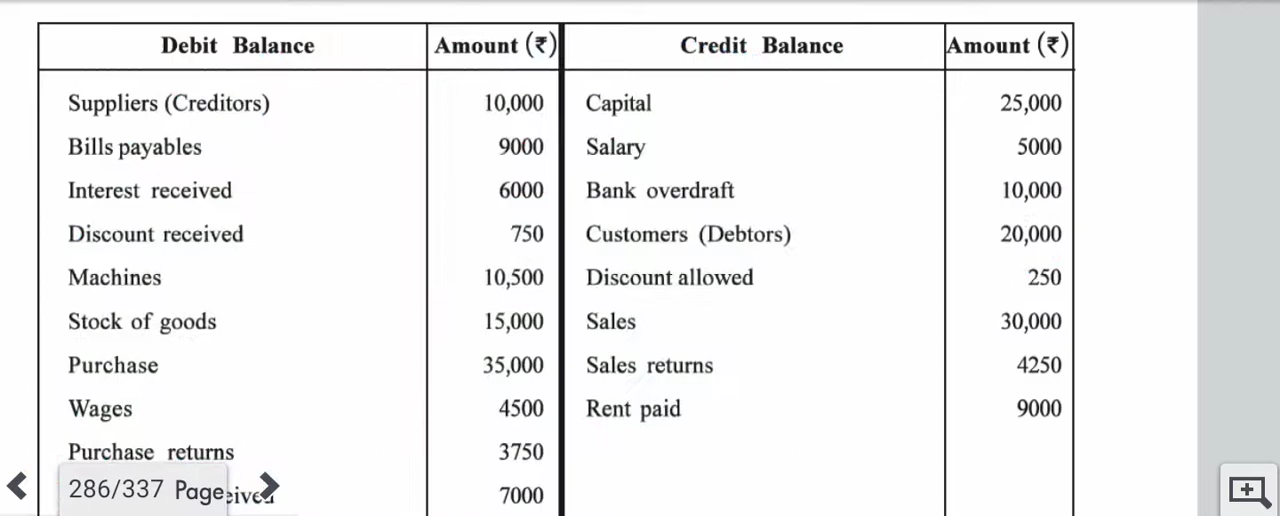 Debit Balance Amount (₹) Credit Balance Amount (₹)
Suppliers (Creditors) 10,000 Capital 25,000
Bills payables 9000 Salary 5000
Interest received 6000 Bank overdraft 10,000
Discount received 750 Customers (Debtors) 20,000
Machines 10,500 Discount allowed 250
Stock of goods 15,000 Sales 30,000
Purchase 35,000 Sales returns 4250
Wages 4500 Rent paid 9000
Purchase returns 3750
286/337 Page
7000